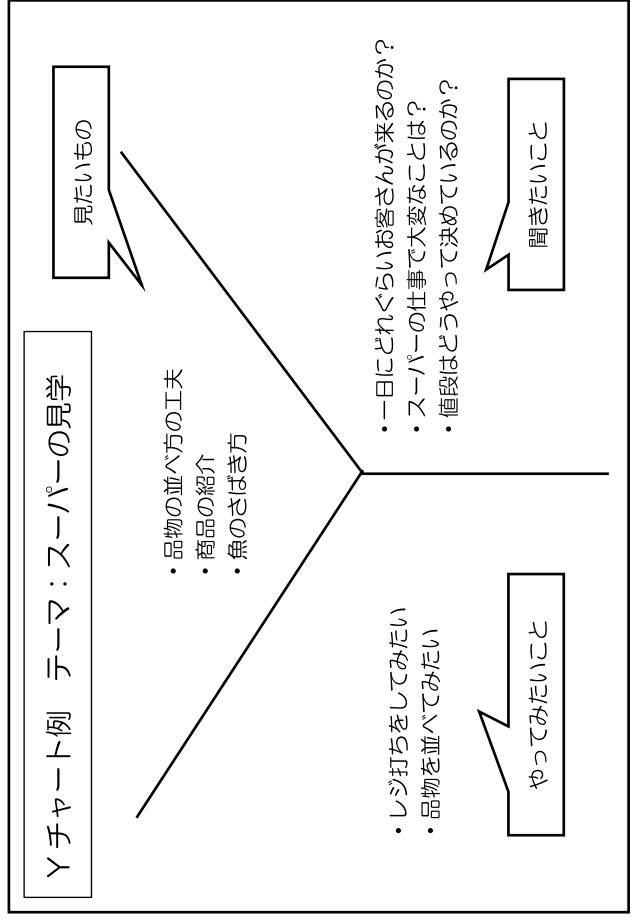 Yチャート例　テーマ：スーパーの見学
見たいもの
・品物の並べ方の工夫
・商品の紹介
・魚のさばき方
やってみたいこと
・レジ打ちをしてみたい
・品物を並べてみたい
聞きたいこと
・一日にどれぐらいお客さんが来るのか？
・スーパーの仕事で大変なことは？
・値段はどうやって決めているのか？